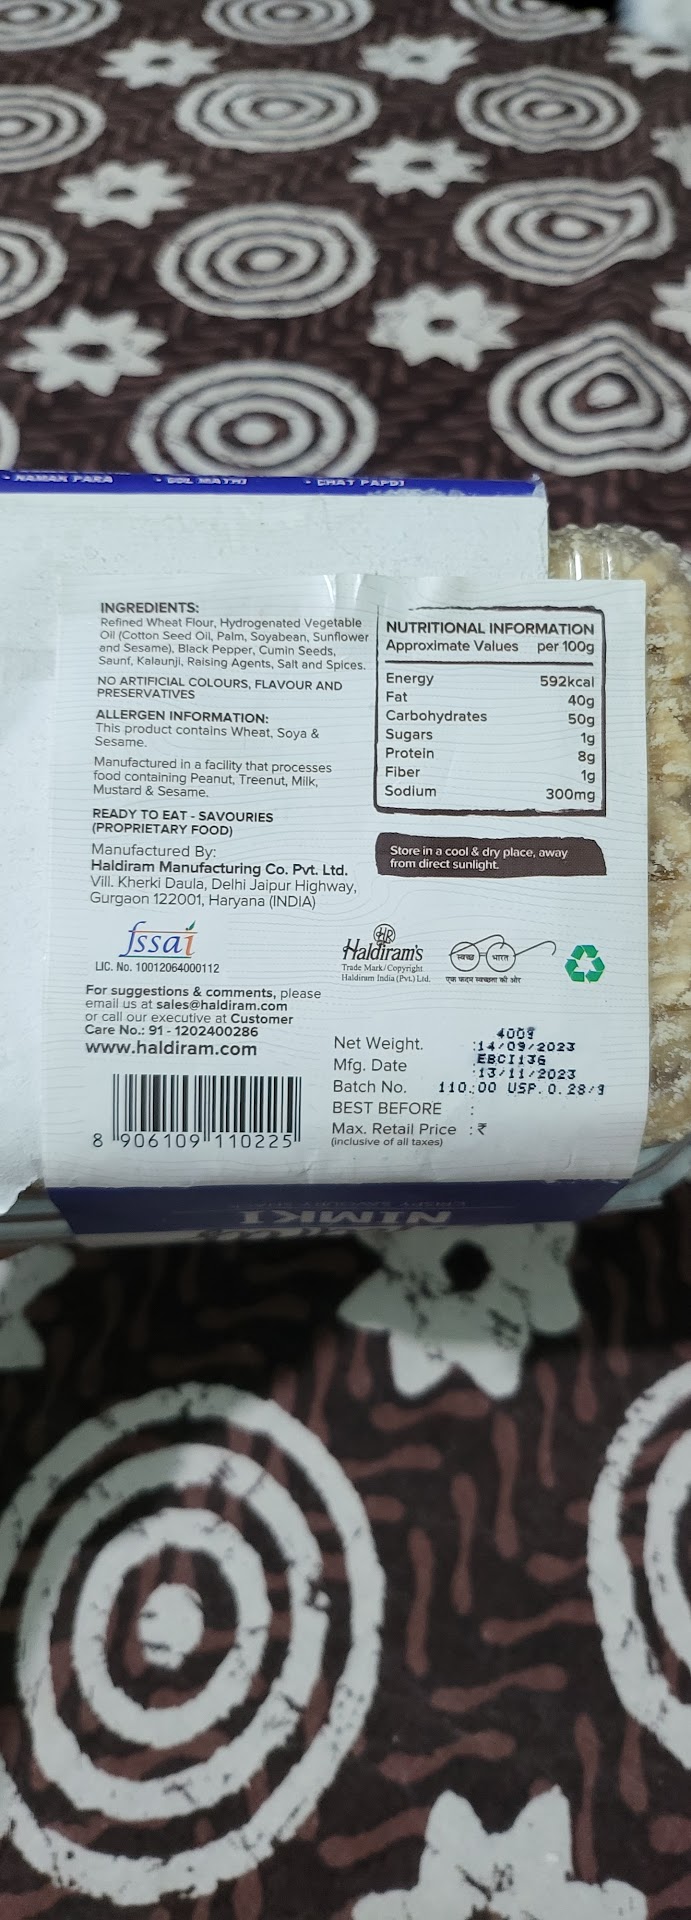 • NAMAK PARA • GOL MATHI • CHAT PAPDI
INGREDIENTS:
Refined Wheat Flour, Hydrogenated Vegetable
Oil (Cotton Seed Oil, Palm, Soyabean, Sunflower
and Sesame), Black Pepper, Cumin Seeds,
Saunf, Kalaunji, Raising Agents, Salt and Spices.
NO ARTIFICIAL COLOURS, FLAVOUR AND
PRESERVATIVES
ALLERGEN INFORMATION:
This product contains Wheat, Soya &
Sesame.
Manufactured in a facility that processes
food containing Peanut, Treenut, Milk,
Mustard & Sesame.
READY TO EAT - SAVOURIES
(PROPRIETARY FOOD)
Manufactured By:
Haldiram Manufacturing Co. Pvt. Ltd.
Vill. Kherki Daula, Delhi Jaipur Highway,
Gurgaon 122001, Haryana (INDIA)
fssai
LIC. No. 10012064000112
For suggestions & comments, please
email us at sales@haldiram.com
or call our executive at Customer
Care No.: 91 - 1202400286
www.haldiram.com
8 906109 110225
NUTRITIONAL INFORMATION
Approximate Values per 100g
Energy 592kcal
Fat 40g
Carbohydrates 50g
Sugars 1g
Protein 8g
Fiber 1g
Sodium 300mg
Store in a cool & dry place, away
from direct sunlight.
HR
Haldiram's
Trade Mark/Copyright
Haldiram India (Pvt.) Ltd.
स्वच्छ भारत
एक कदम स्वच्छता की ओर
Net Weight. 400g
Mfg. Date :14/09/2023
Batch No. EBCI136
BEST BEFORE : 13/11/2023
Max. Retail Price : ₹ 110.00 USP. 0.28/g
(inclusive of all taxes)
NIMKI